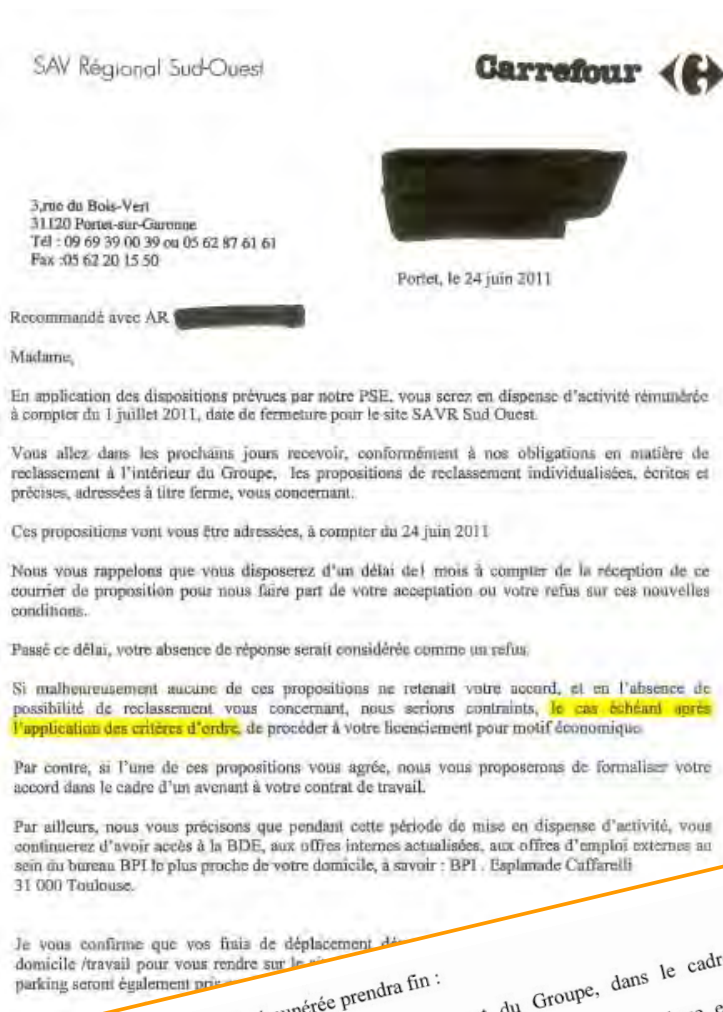 SAV Régional Sud-Ouest
Carrefour
3,rue du Bois-Vert
31120 Portet-sur-Garonne
Tél : 09 69 39 00 39 ou 05 62 87 61 61
Fax :05 62 20 15 50
Portet, le 24 juin 2011
Recommandé avec AR
Madame,
En application des dispositions prévues par notre PSE, vous serez en dispense d'activité rémunérée
à compter du 1 juillet 2011, date de fermeture pour le site SAVR Sud Ouest.
Vous allez dans les prochains jours recevoir, conformément à nos obligations en matière de
reclassement à l'intérieur du Groupe, les propositions de reclassement individualisées, écrites et
précises, adressées à titre ferme, vous concernant.
Ces propositions vont vous être adressées, à compter du 24 juin 2011
Nous vous rappelons que vous disposerez d'un délai de1 mois à compter de la réception de ce
courrier de proposition pour nous faire part de votre acceptation ou votre refus sur ces nouvelles
conditions.
Passé ce délai, votre absence de réponse serait considérée comme un refus
Si malheureusement aucune de ces propositions ne retenait votre accord, et en l'absence de
possibilité de reclassement vous concernant, nous serions contraints, le cas échéant après
l'application des critères d'ordre, de procéder à votre licenciement pour motif économique
Par contre, si l'une de ces propositions vous agrée, nous vous proposerons de formaliser votre
accord dans le cadre d'un avenant à votre contrat de travail.
Par ailleurs, nous vous précisons que pendant cette période de mise en dispense d'activité, vous
continuerez d'avoir accès à la BDE, aux offres internes actualisées, aux offres d'emploi externes au
sein du bureau BPI le plus proche de votre domicile, à savoir : BPI . Esplanade Caffarelli
31 000 Toulouse.
Je vous confirme que vos frais de déplacement
domicile /travail pour vous rendre sur
parking seront également
prendra fin :
du Groupe, dans le